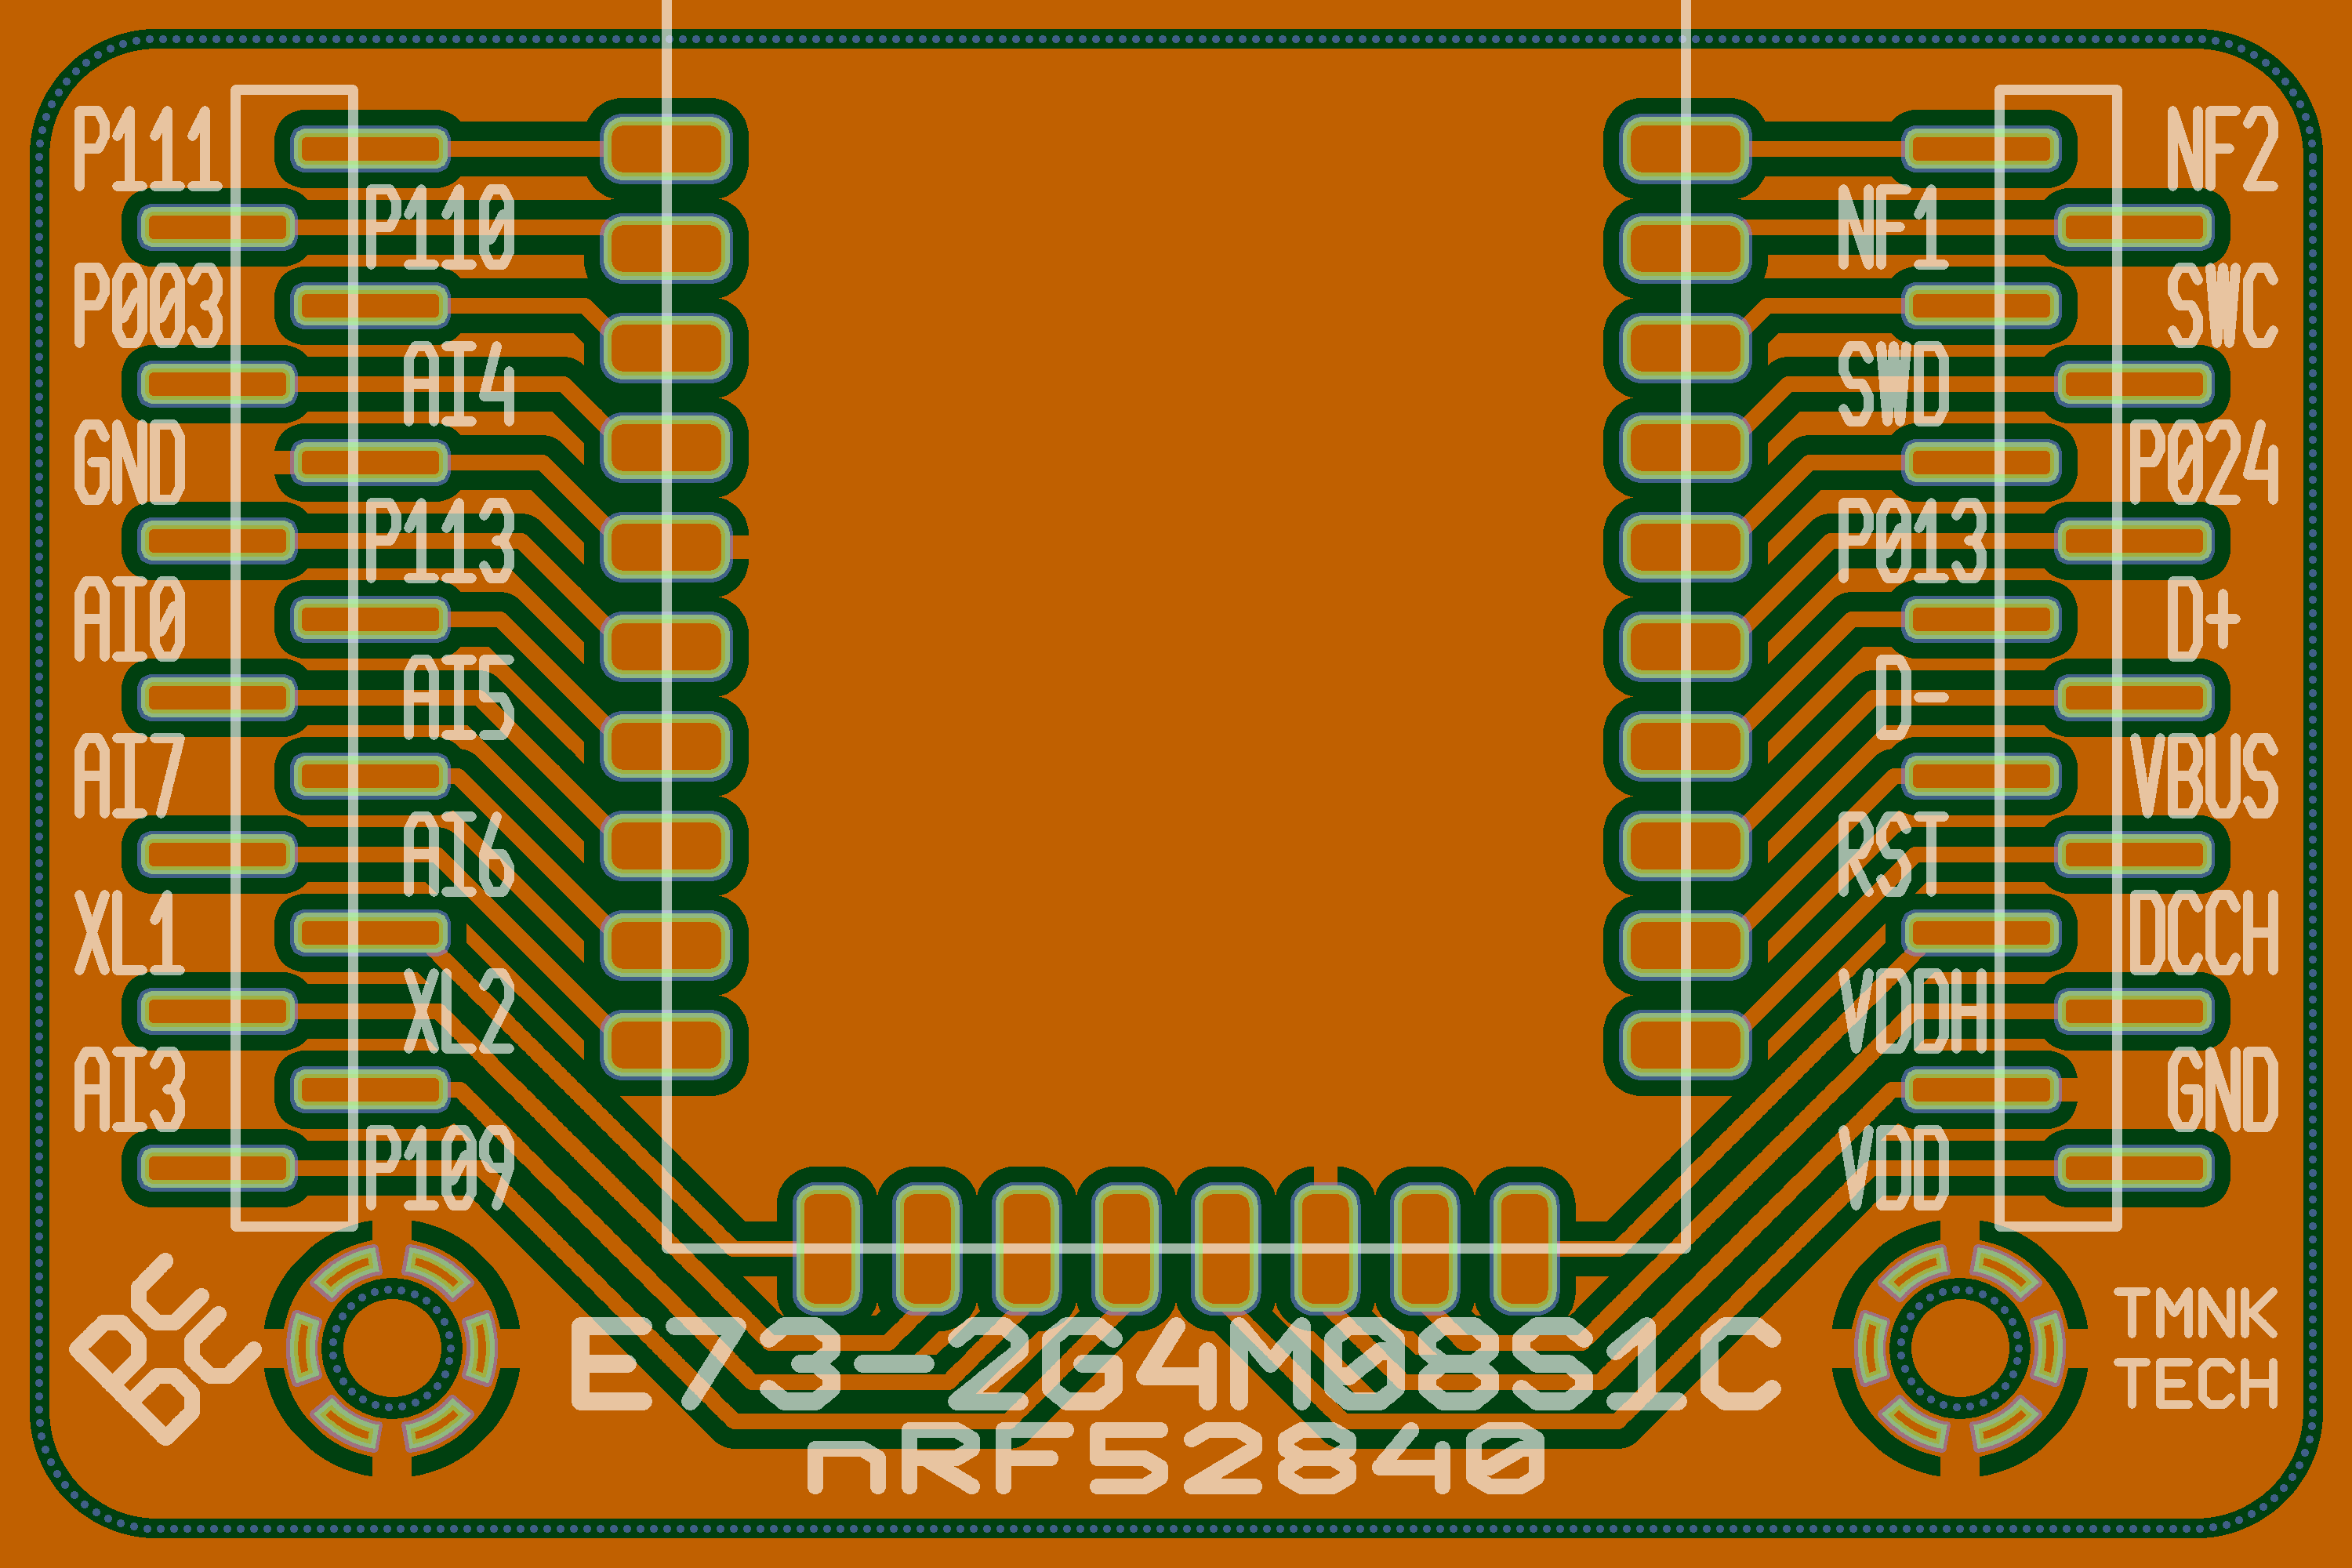 P111
P110
P003
AI4
GND
P113
AI0
AI5
AI7
AI6
XL1
XL2
AI3
P109
NF2
NF1
SWC
SWD
P024
P013
D+
D-
VBUS
RST
DCCH
VDDH
GND
VDD
BC
E73-2G4M08S1C
nRF52840
TMNK
TECH